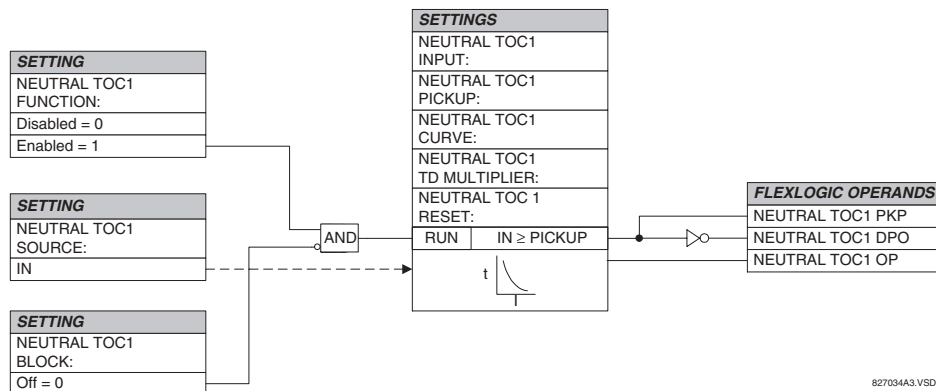 SETTING
NEUTRAL TOC1
FUNCTION:
Disabled = 0
Enabled = 1
SETTING
NEUTRAL TOC1
SOURCE:
IN
SETTING
NEUTRAL TOC1
BLOCK:
Off = 0
AND
SETTINGS
NEUTRAL TOC1
INPUT:
NEUTRAL TOC1
PICKUP:
NEUTRAL TOC1
CURVE:
NEUTRAL TOC1
TD MULTIPLIER:
NEUTRAL TOC 1
RESET:
RUN IN ≥ PICKUP
t
I
FLEXLOGIC OPERANDS
NEUTRAL TOC1 PKP
NEUTRAL TOC1 DPO
NEUTRAL TOC1 OP
827034A3.VSD